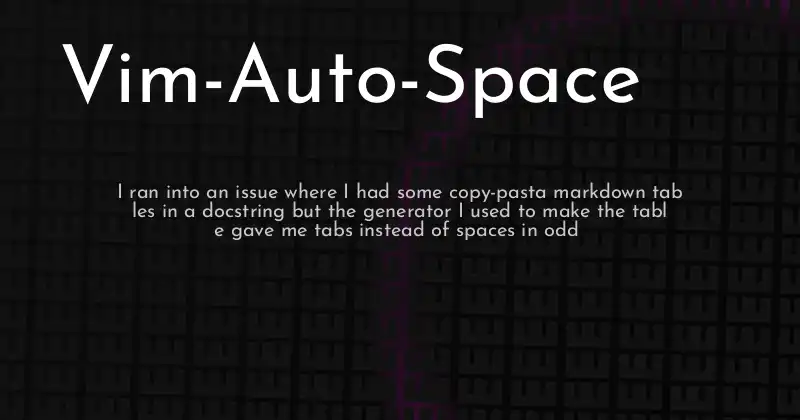 Vim-Auto-Space
I ran into an issue where I had some copy-pasta markdown tab
les in a docstring but the generator I used to make the tabl
e gave me tabs instead of spaces in odd